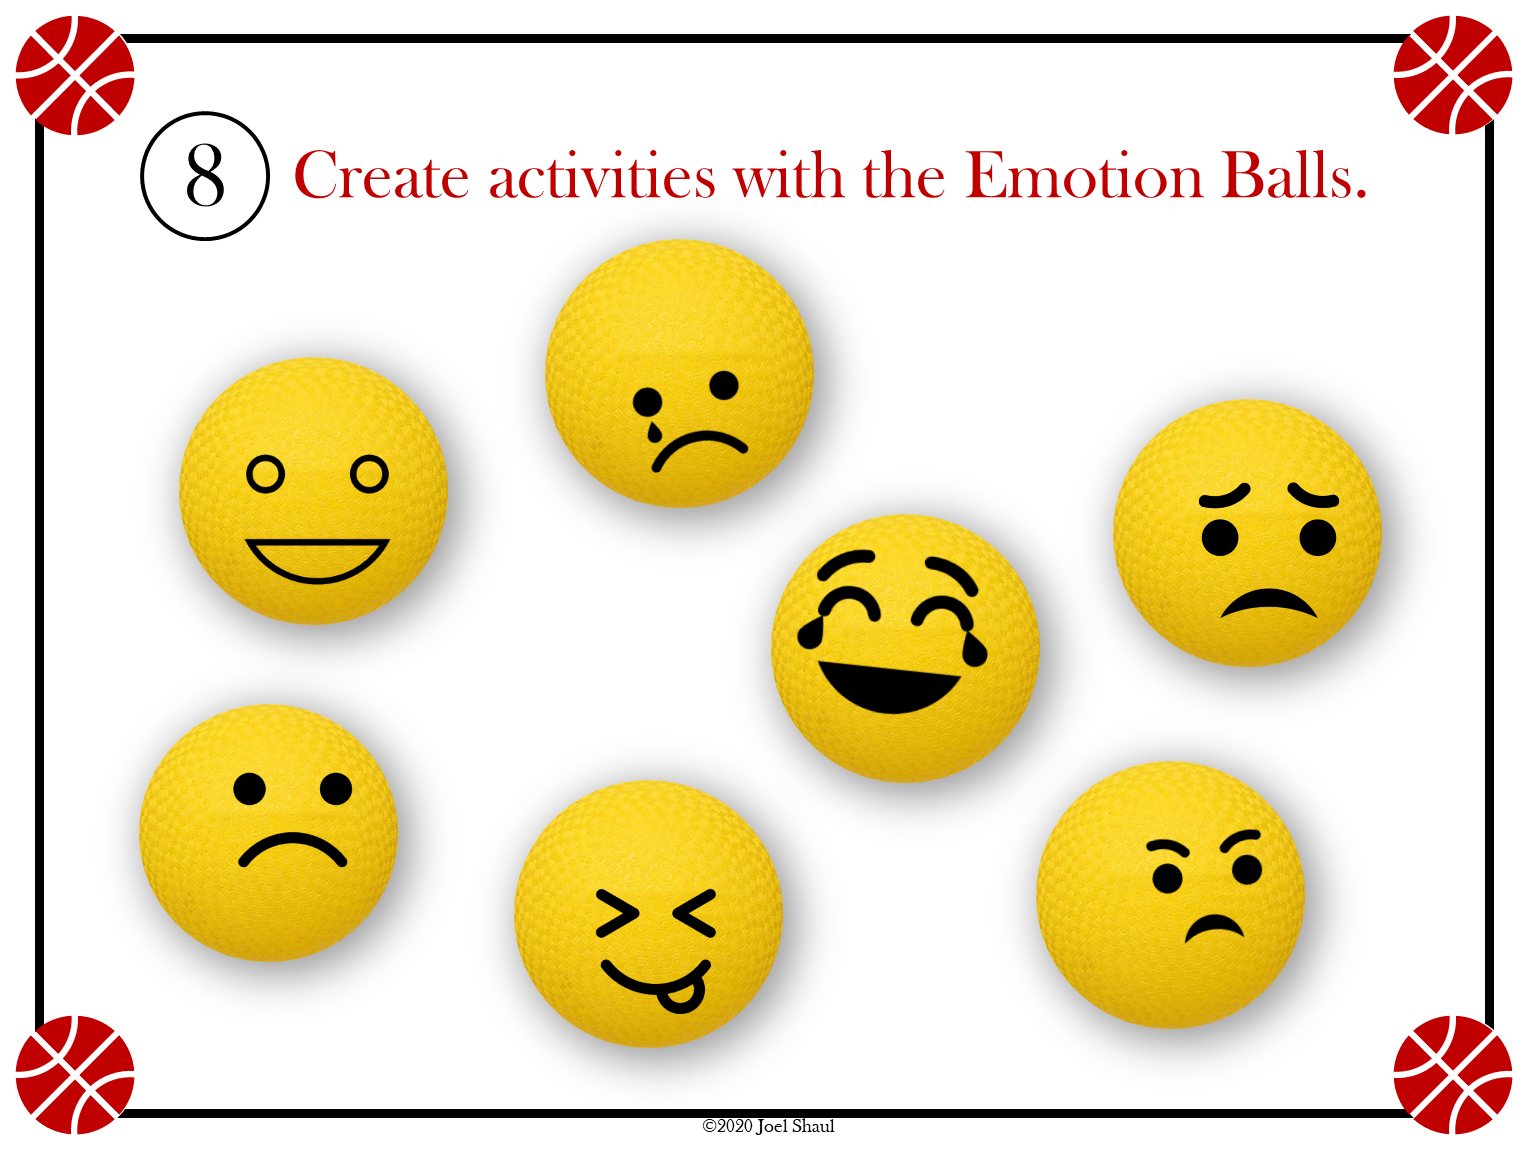 8 Create activities with the Emotion Balls.
©2020 Joel Shaul